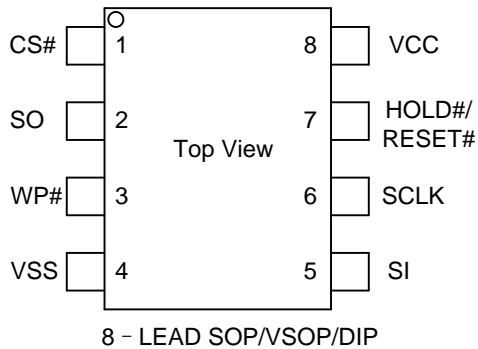 CS# 1 8 VCC
SO 2 7 HOLD#/
RESET#
Top View
WP# 3 6 SCLK
VSS 4 5 SI
8 - LEAD SOP/VSOP/DIP